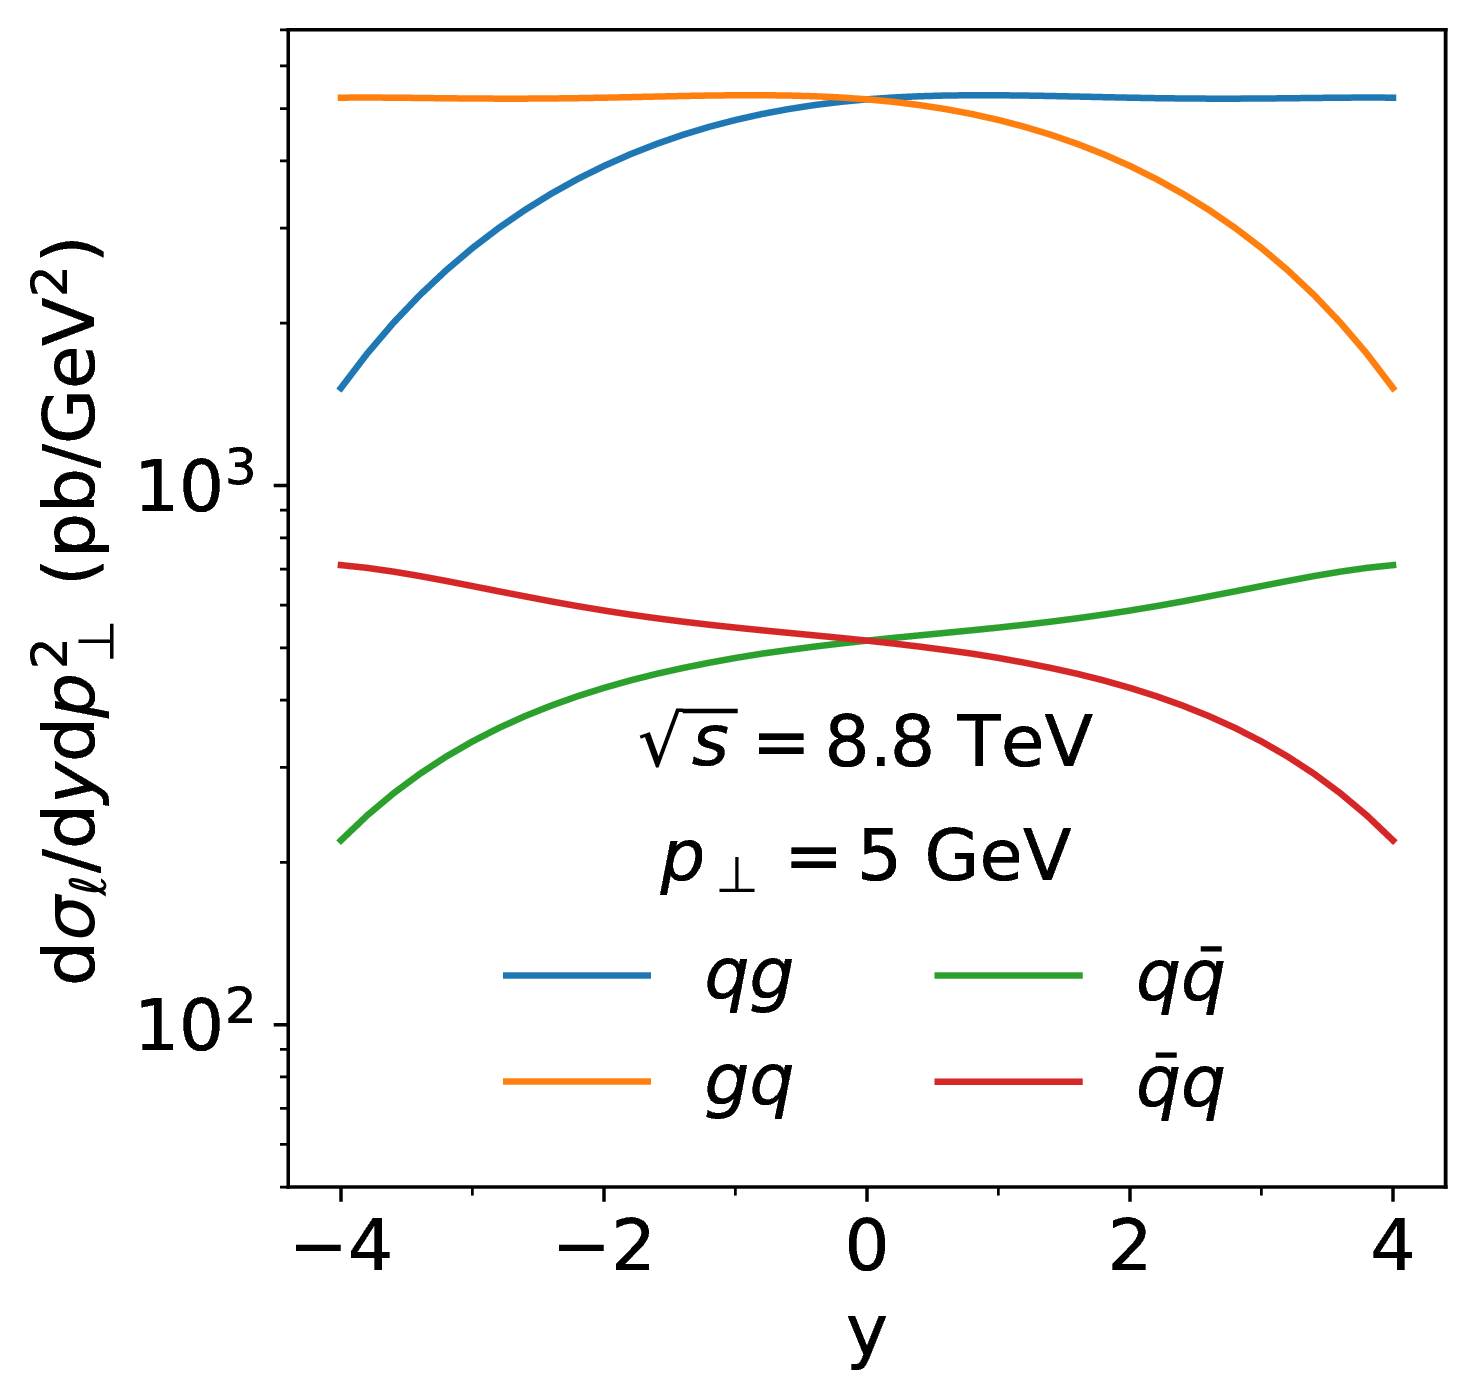 dσ_ℓ/dydp²_⊥ (pb/GeV²)
10³
10²
√s = 8.8 TeV
p_⊥ = 5 GeV
qg qq̄
gq q̄q
−4 −2 0 2 4
y